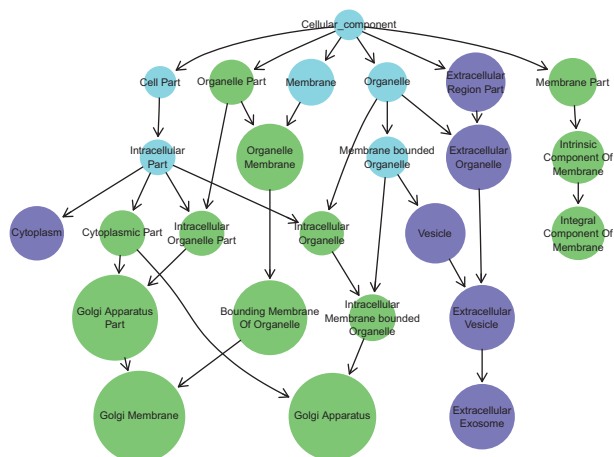 Cellular_component
Cell Part
Organelle Part
Membrane
Organelle
Extracellular
Region Part
Membrane Part
Intracellular
Part
Organelle
Membrane
Membrane bounded
Organelle
Extracellular
Organelle
Intrinsic
Component Of
Membrane
Cytoplasm
Cytoplasmic Part
Intracellular
Organelle Part
Intracellular
Organelle
Vesicle
Integral
Component Of
Membrane
Golgi Apparatus
Part
Bounding Membrane
Of Organelle
Intracellular
Membrane bounded
Organelle
Extracellular
Vesicle
Golgi Membrane
Golgi Apparatus
Extracellular
Exosome